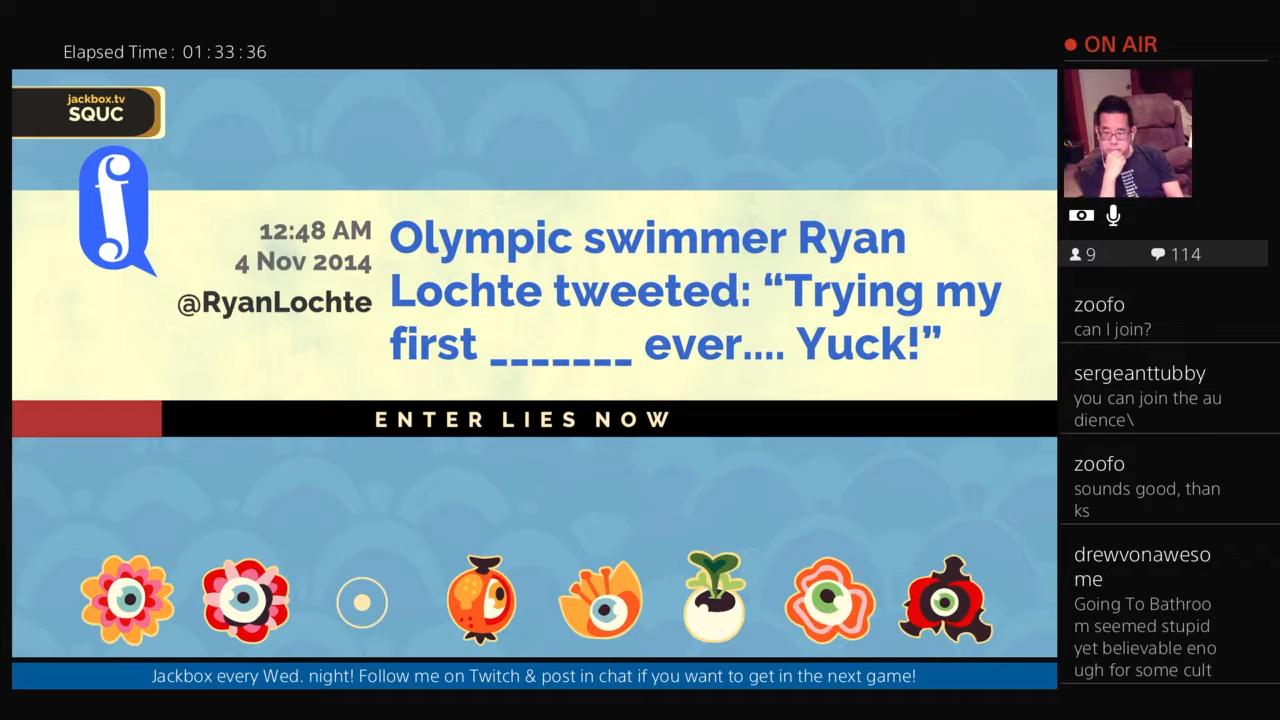 Elapsed Time: 01:33:36
ON AIR
jackbox.tv
SQUC
12:48 AM
4 Nov 2014
@RyanLochte
Olympic swimmer Ryan
Lochte tweeted: “Trying my
first _______ ever.... Yuck!”
ENTER LIES NOW
9
114
zoofo
can I join?
sergeanttubby
you can join the au
dience\
zoofo
sounds good, than
ks
drewvonaweso
me
Going To Bathroo
m seemed stupid
yet believable eno
ugh for some cult
Jackbox every Wed. night! Follow me on Twitch & post in chat if you want to get in the next game!